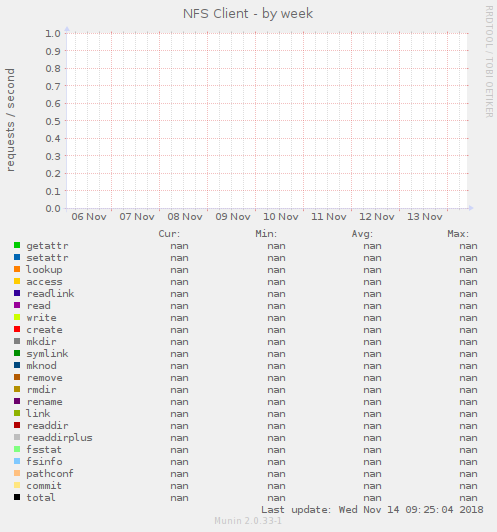 NFS Client - by week
RRDTOOL / TOBI OETIKER
requests / second
1.0
0.9
0.8
0.7
0.6
0.5
0.4
0.3
0.2
0.1
0.0
06 Nov 07 Nov 08 Nov 09 Nov 10 Nov 11 Nov 12 Nov 13 Nov
Cur: Min: Avg: Max:
getattr nan nan nan nan
setattr nan nan nan nan
lookup nan nan nan nan
access nan nan nan nan
readlink nan nan nan nan
read nan nan nan nan
write nan nan nan nan
create nan nan nan nan
mkdir nan nan nan nan
symlink nan nan nan nan
mknod nan nan nan nan
remove nan nan nan nan
rmdir nan nan nan nan
rename nan nan nan nan
link nan nan nan nan
readdir nan nan nan nan
readdirplus nan nan nan nan
fsstat nan nan nan nan
fsinfo nan nan nan nan
pathconf nan nan nan nan
commit nan nan nan nan
total nan nan nan nan
Last update: Wed Nov 14 09:25:04 2018
Munin 2.0.33-1